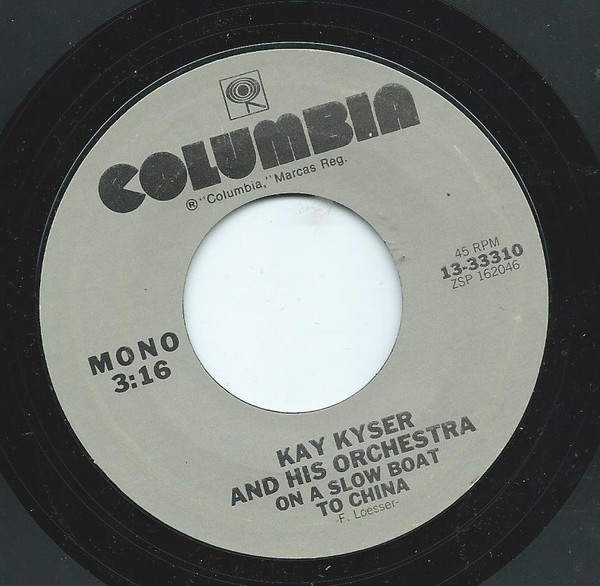 COLUMBIA
® "Columbia," Marcas Reg.
45 RPM
13-33310
ZSP 162046
MONO
3:16
KAY KYSER
AND HIS ORCHESTRA
ON A SLOW BOAT
TO CHINA
-F. Loesser-